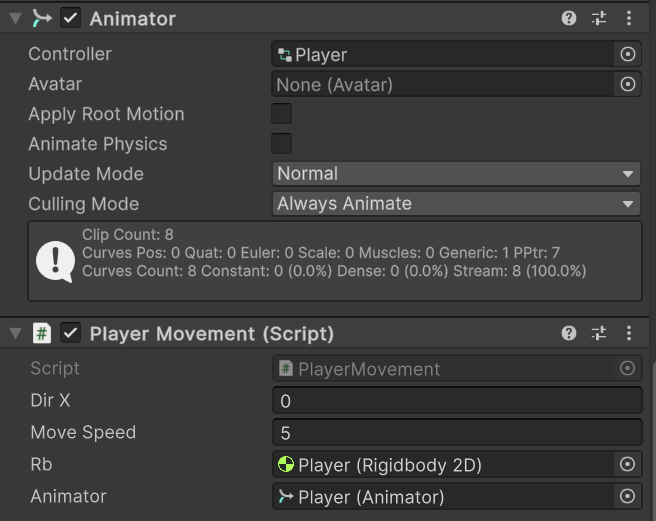 Animator
Controller Player
Avatar None (Avatar)
Apply Root Motion
Animate Physics
Update Mode Normal
Culling Mode Always Animate
Clip Count: 8
Curves Pos: 0 Quat: 0 Euler: 0 Scale: 0 Muscles: 0 Generic: 1 PPtr: 7
Curves Count: 8 Constant: 0 (0.0%) Dense: 0 (0.0%) Stream: 8 (100.0%)
# Player Movement (Script)
Script # PlayerMovement
Dir X 0
Move Speed 5
Rb Player (Rigidbody 2D)
Animator Player (Animator)